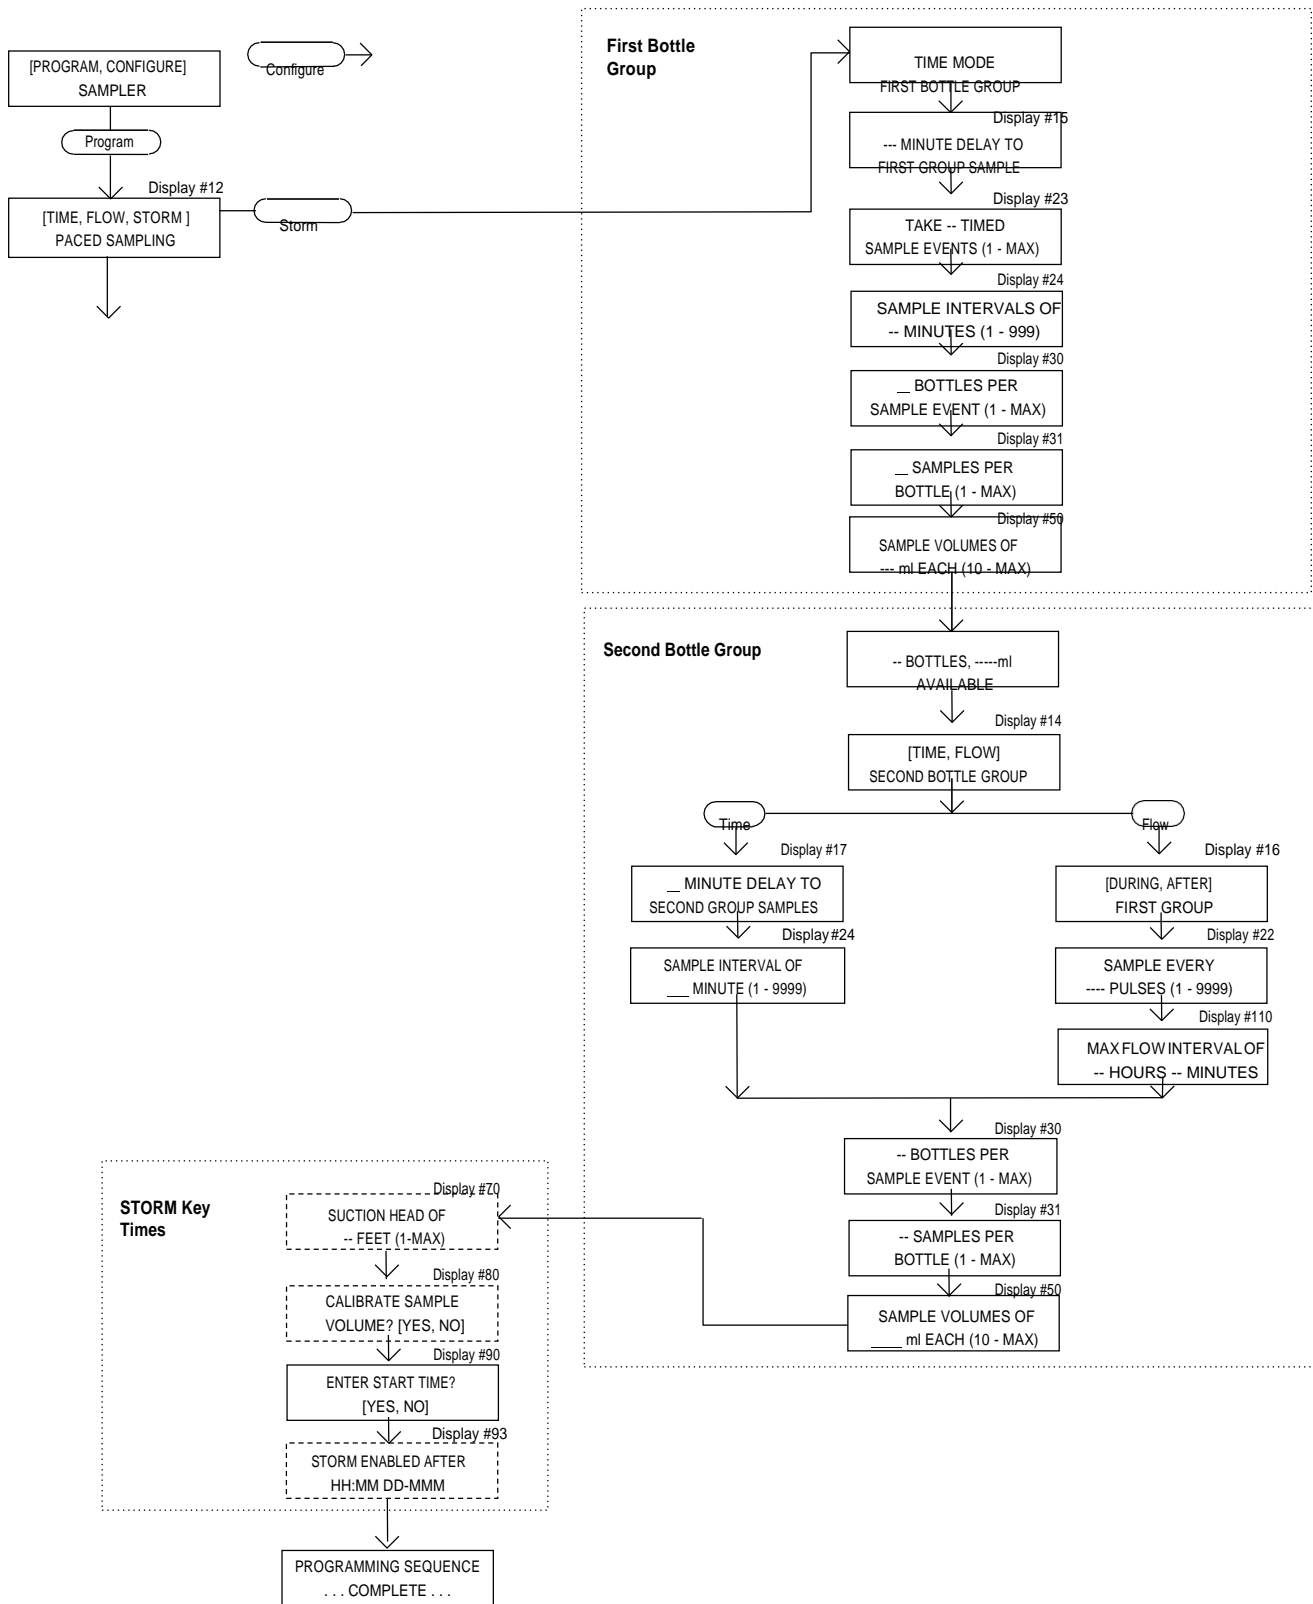 [PROGRAM, CONFIGURE]
SAMPLER
Configure
Program
Display #12
[TIME, FLOW, STORM ]
PACED SAMPLING
Storm
First Bottle
Group
TIME MODE
FIRST BOTTLE GROUP
Display #15
--- MINUTE DELAY TO
FIRST GROUP SAMPLE
Display #23
TAKE -- TIMED
SAMPLE EVENTS (1 - MAX)
Display #24
SAMPLE INTERVALS OF
-- MINUTES (1 - 999)
Display #30
__ BOTTLES PER
SAMPLE EVENT (1 - MAX)
Display #31
__ SAMPLES PER
BOTTLE (1 - MAX)
Display #50
SAMPLE VOLUMES OF
--- ml EACH (10 - MAX)
Second Bottle Group
-- BOTTLES, -----ml
AVAILABLE
Display #14
[TIME, FLOW]
SECOND BOTTLE GROUP
Time
Display #17
__ MINUTE DELAY TO
SECOND GROUP SAMPLES
Display #24
SAMPLE INTERVAL OF
___ MINUTE (1 - 9999)
Flow
Display #16
[DURING, AFTER]
FIRST GROUP
Display #22
SAMPLE EVERY
---- PULSES (1 - 9999)
Display #110
MAX FLOW INTERVAL OF
-- HOURS -- MINUTES
Display #30
-- BOTTLES PER
SAMPLE EVENT (1 - MAX)
Display #31
-- SAMPLES PER
BOTTLE (1 - MAX)
Display #50
SAMPLE VOLUMES OF
____ ml EACH (10 - MAX)
STORM Key
Times
Display #70
SUCTION HEAD OF
-- FEET (1-MAX)
Display #80
CALIBRATE SAMPLE
VOLUME? [YES, NO]
Display #90
ENTER START TIME?
[YES, NO]
Display #93
STORM ENABLED AFTER
HH:MM DD-MMM
PROGRAMMING SEQUENCE
. . . COMPLETE . . .